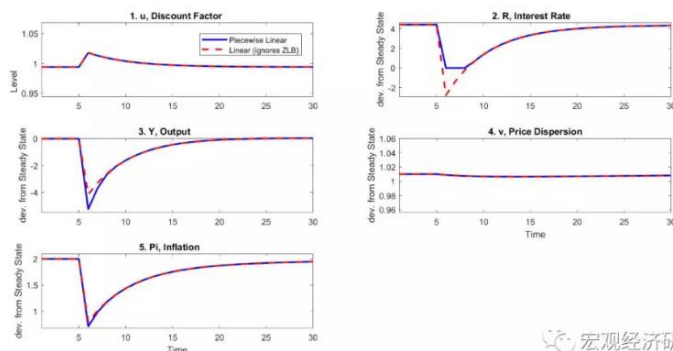 1. u, Discount Factor
1.05
1
0.95
Level
Piecewise Linear
Linear (ignores ZLB)
5 10 15 20 25 30
2. R, Interest Rate
4
2
0
-2
dev. from Steady State
5 10 15 20 25 30
3. Y, Output
0
-2
-4
dev. from Steady State
5 10 15 20 25 30
4. v, Price Dispersion
1.06
1.04
1.02
1
0.98
0.96
dev. from Steady State
5 10 15 20 25 30
Time
5. Pi, Inflation
2
1.5
1
dev. from Steady State
5 10 15 20 25 30
Time
宏观经济研